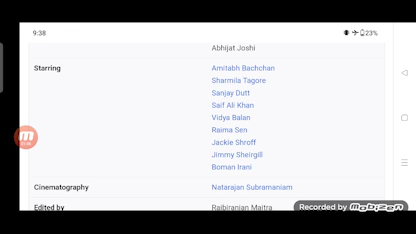 9:38
23%
Abhijat Joshi
Starring
Amitabh Bachchan
Sharmila Tagore
Sanjay Dutt
Saif Ali Khan
Vidya Balan
Raima Sen
Jackie Shroff
Jimmy Sheirgill
Boman Irani
Cinematography
Natarajan Subramaniam
Edited by
Rajbiranjan Maitra
Recorded by Mobizen